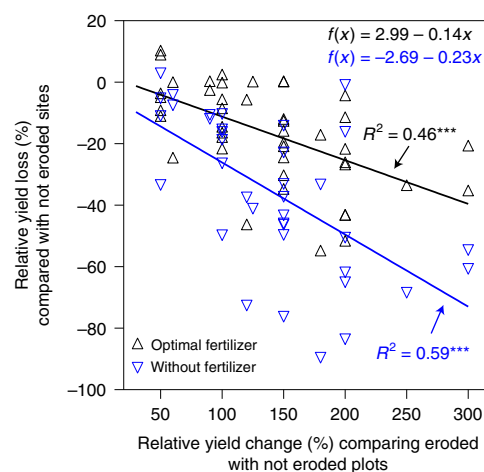 f(x) = 2.99 – 0.14x
f(x) = –2.69 – 0.23x
20
0
–20
–40
–60
–80
–100
Relative yield loss (%)
compared with not eroded sites
R² = 0.46***
R² = 0.59***
Optimal fertilizer
Without fertilizer
50
100
150
200
250
300
Relative yield change (%) comparing eroded
with not eroded plots